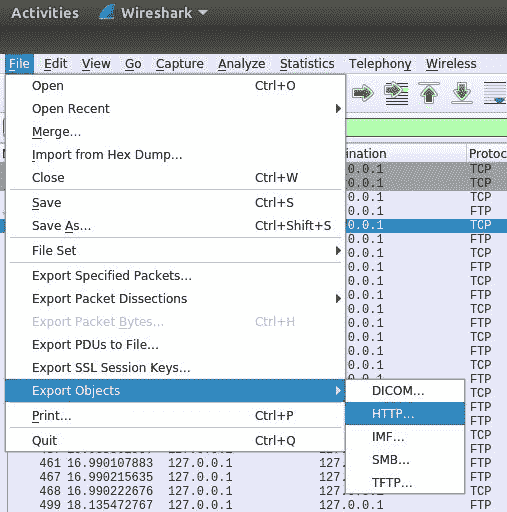 Activities Wireshark
File Edit View Go Capture Analyze Statistics Telephony Wireless
Open Ctrl+O
Open Recent
Merge...
Import from Hex Dump...
Close Ctrl+W
Save Ctrl+S
Save As... Ctrl+Shift+S
File Set
Export Specified Packets...
Export Packet Dissections
Export Packet Bytes... Ctrl+H
Export PDUs to File...
Export SSL Session Keys...
Export Objects
Print... Ctrl+P
Quit Ctrl+Q
DICOM...
HTTP...
IMF...
SMB...
TFTP...
ination Protoc
.0.0.1 TCP
.0.0.1 TCP
.0.0.1 TCP
.0.0.1 FTP
.0.0.1 TCP
.0.0.1 FTP
.0.0.1 TCP
.0.0.1 FTP
.0.0.1 TCP
.0.0.1 FTP
.0.0.1 TCP
.0.0.1 FTP
.0.0.1 TCP
.0.0.1 FTP
.0.0.1 FTP
TCP
FTP
FTP
FTP
TCP
FTP
461 16.990107883 127.0.0.1 127.0 TCP
467 16.990215635 127.0.0.1 127.0 FTP
468 16.990222676 127.0.0.1 127.0 TCP
499 18.135472767 127.0.0.1 127.0.0.1 FTP